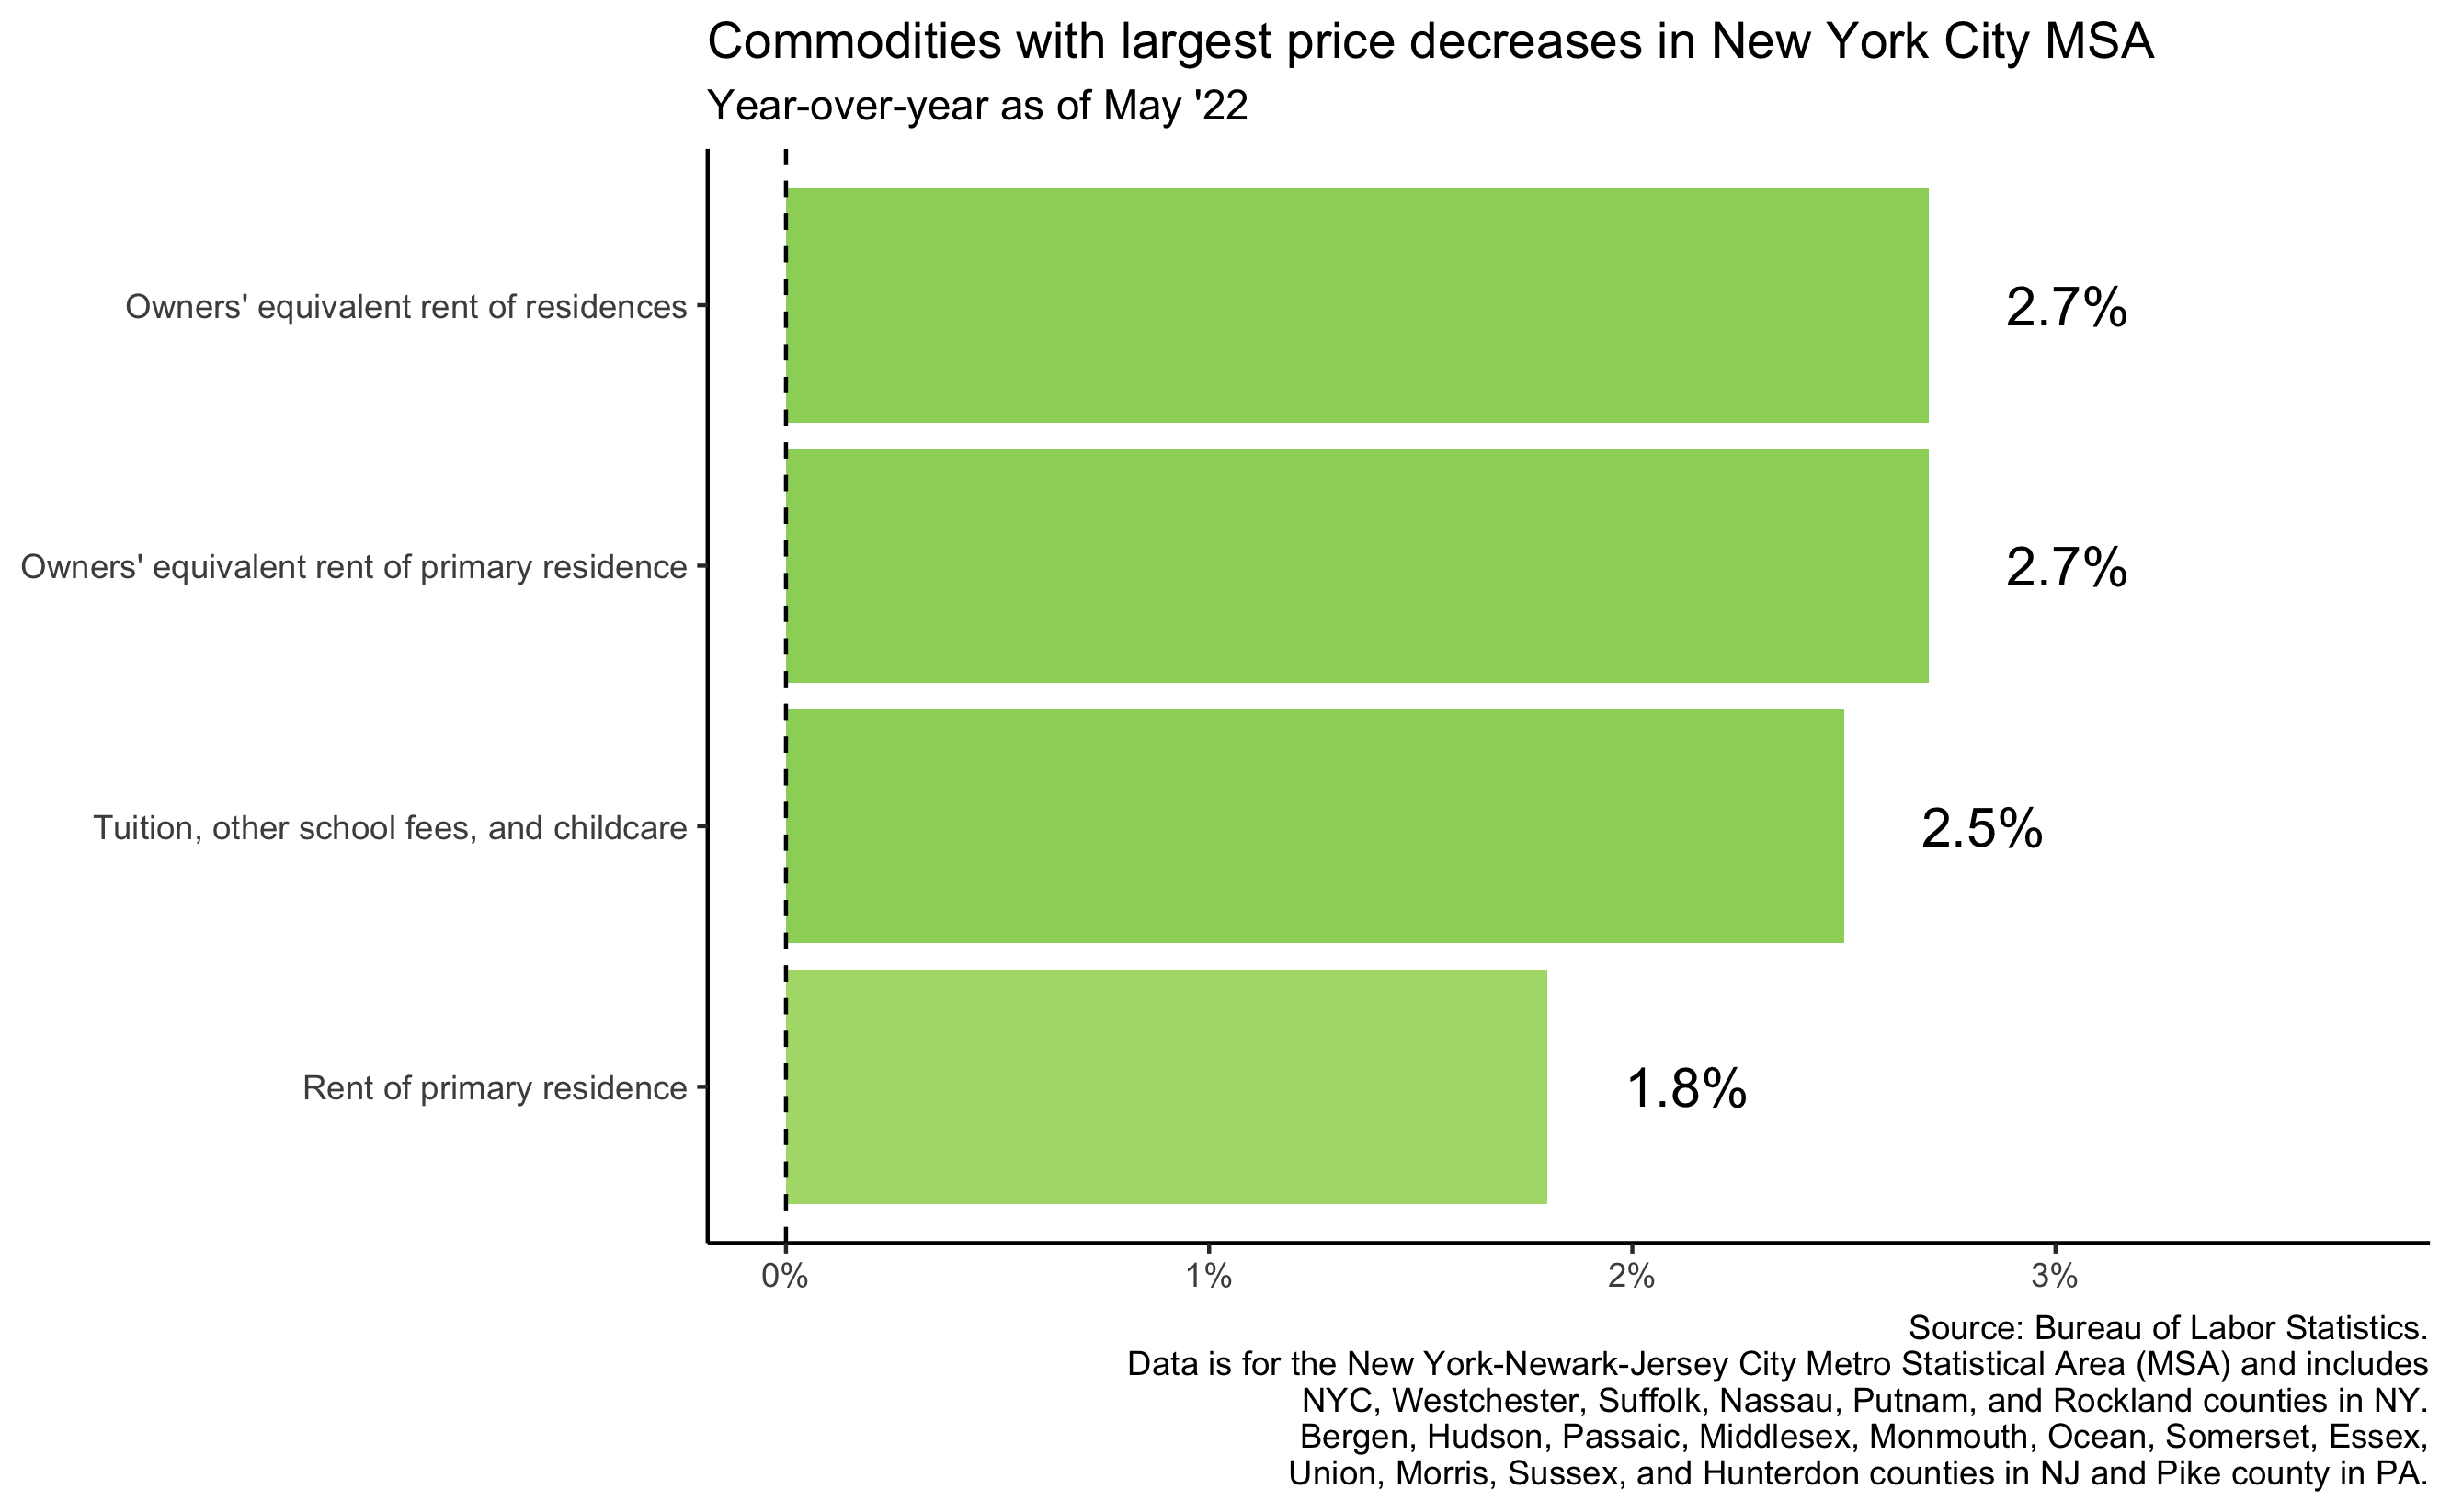 Commodities with largest price decreases in New York City MSA
Year-over-year as of May '22
Owners' equivalent rent of residences
2.7%
Owners' equivalent rent of primary residence
2.7%
Tuition, other school fees, and childcare
2.5%
Rent of primary residence
1.8%
0%
1%
2%
3%
Source: Bureau of Labor Statistics.
Data is for the New York-Newark-Jersey City Metro Statistical Area (MSA) and includes
NYC, Westchester, Suffolk, Nassau, Putnam, and Rockland counties in NY.
Bergen, Hudson, Passaic, Middlesex, Monmouth, Ocean, Somerset, Essex,
Union, Morris, Sussex, and Hunterdon counties in NJ and Pike county in PA.